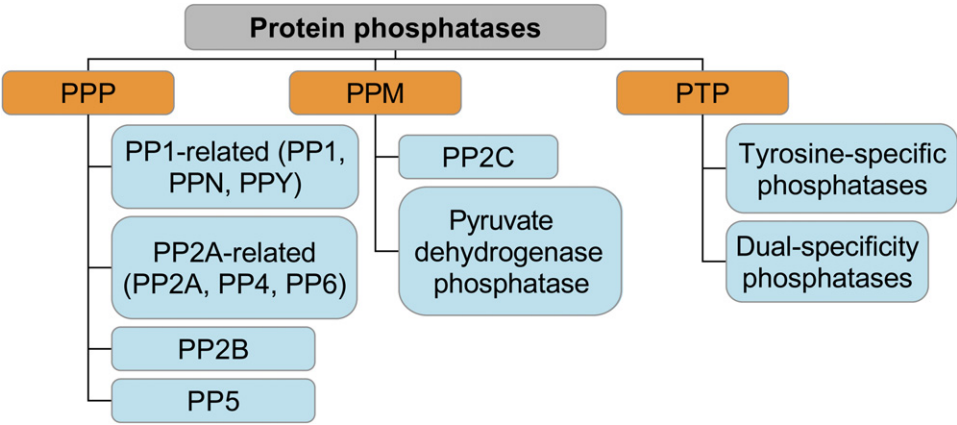 Protein phosphatases
PPP
PPM
PTP
PP1-related (PP1,
PPN, PPY)
PP2A-related
(PP2A, PP4, PP6)
PP2B
PP5
PP2C
Pyruvate
dehydrogenase
phosphatase
Tyrosine-specific
phosphatases
Dual-specificity
phosphatases